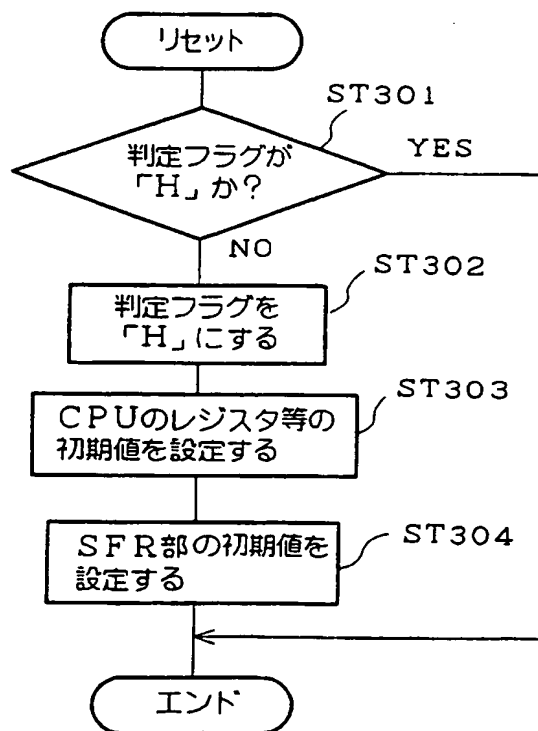 リセット
ST301
判定フラグが
「H」か?
YES
NO
ST302
判定フラグを
「H」にする
ST303
CPUのレジスタ等の
初期値を設定する
ST304
SFR部の初期値を
設定する
エンド